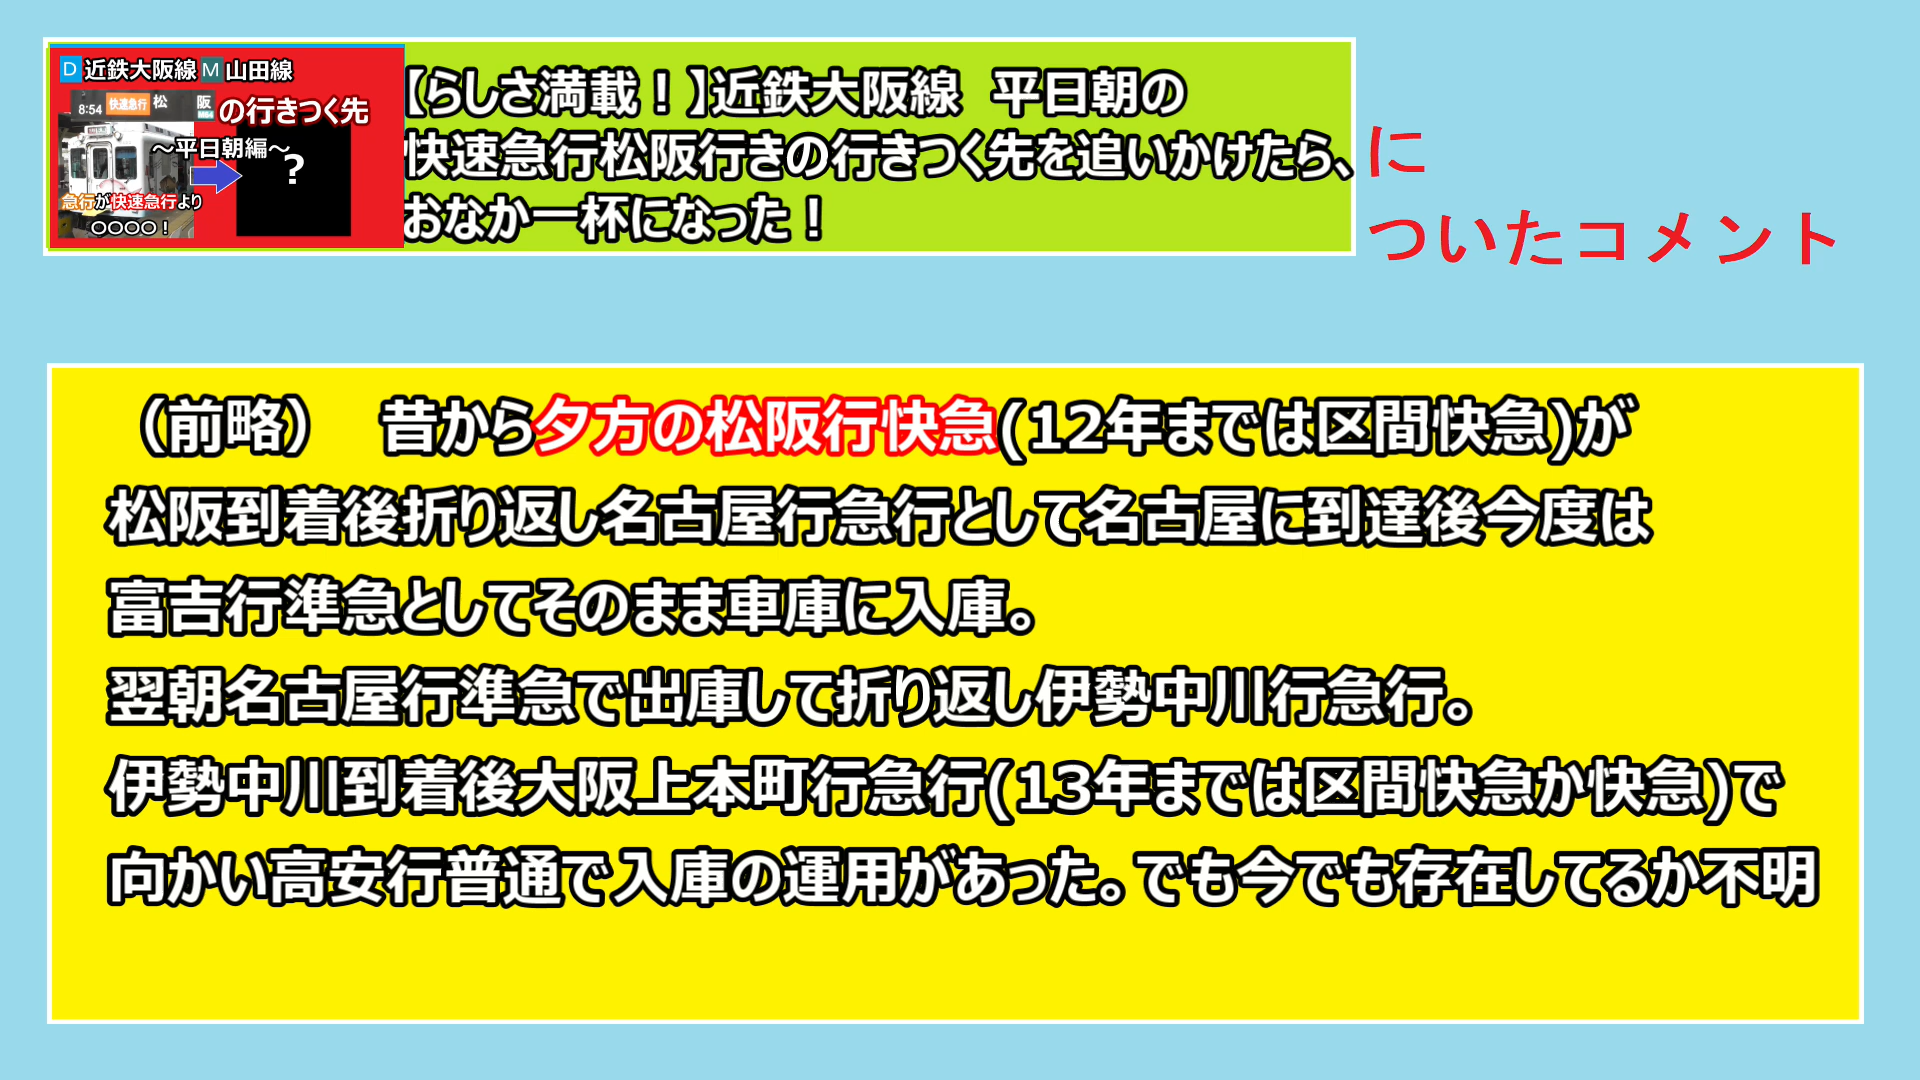 D 近鉄大阪線 M 山田線
8:54 快速急行 松 阪
の行きつく先
～平日朝編～
?
急行が快速急行より
○○○○！
【らしさ満載！】近鉄大阪線 平日朝の
快速急行松阪行きの行きつく先を追いかけたら、
おなか一杯になった！
に
ついたコメント
（前略） 昔から夕方の松阪行快急(12年までは区間快急)が
松阪到着後折り返し名古屋行急行として名古屋に到達後今度は
富吉行準急としてそのまま車庫に入庫。
翌朝名古屋行準急で出庫して折り返し伊勢中川行急行。
伊勢中川到着後大阪上本町行急行(13年までは区間快急か快急)で
向かい高安行普通で入庫の運用があった。でも今でも存在してるか不明